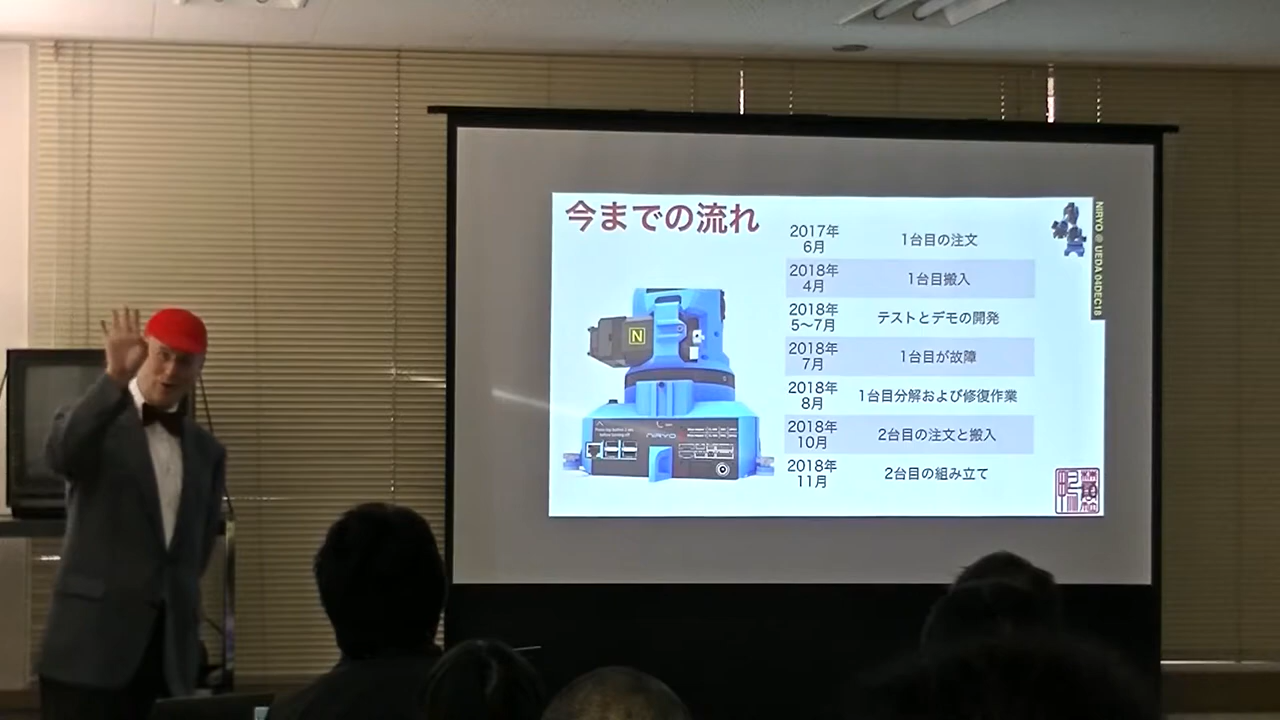 今までの流れ
2017年
6月
1台目の注文
2018年
4月
1台目搬入
2018年
5〜7月
テストとデモの開発
2018年
7月
1台目が故障
2018年
8月
1台目分解および修復作業
2018年
10月
2台目の注文と搬入
2018年
11月
2台目の組み立て
NIRYO @ UEDA 04DEC18
N
NIRYO